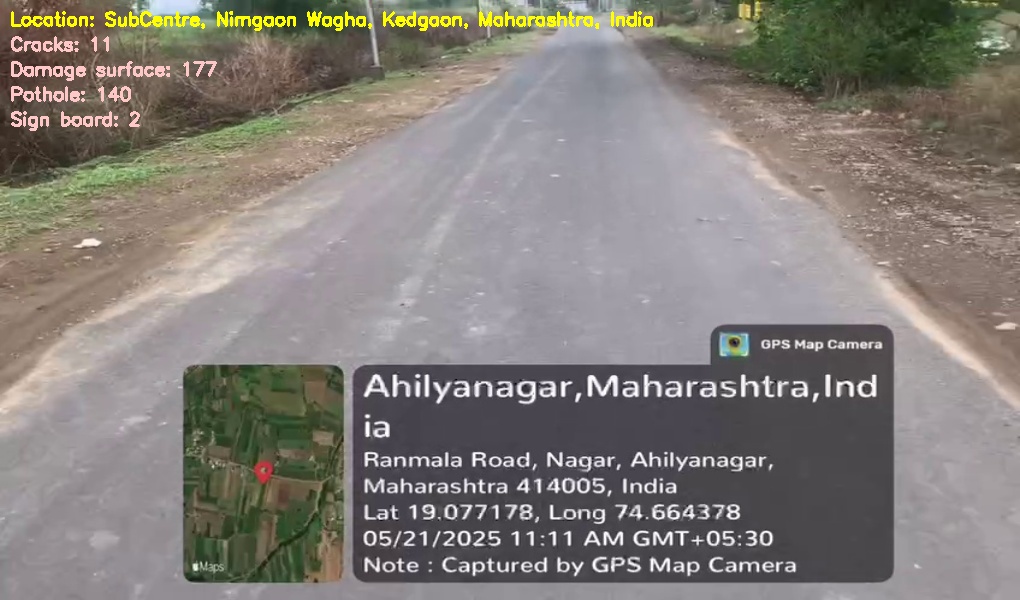 Location: SubCentre, Nimgaon Wagha, Kedgaon, Maharashtra, India
Cracks: 11
Damage surface: 177
Pothole: 140
Sign board: 2
GPS Map Camera
Ahilyanagar,Maharashtra,Ind
ia
Ranmala Road, Nagar, Ahilyanagar,
Maharashtra 414005, India
Lat 19.077178, Long 74.664378
05/21/2025 11:11 AM GMT+05:30
Note : Captured by GPS Map Camera
Maps